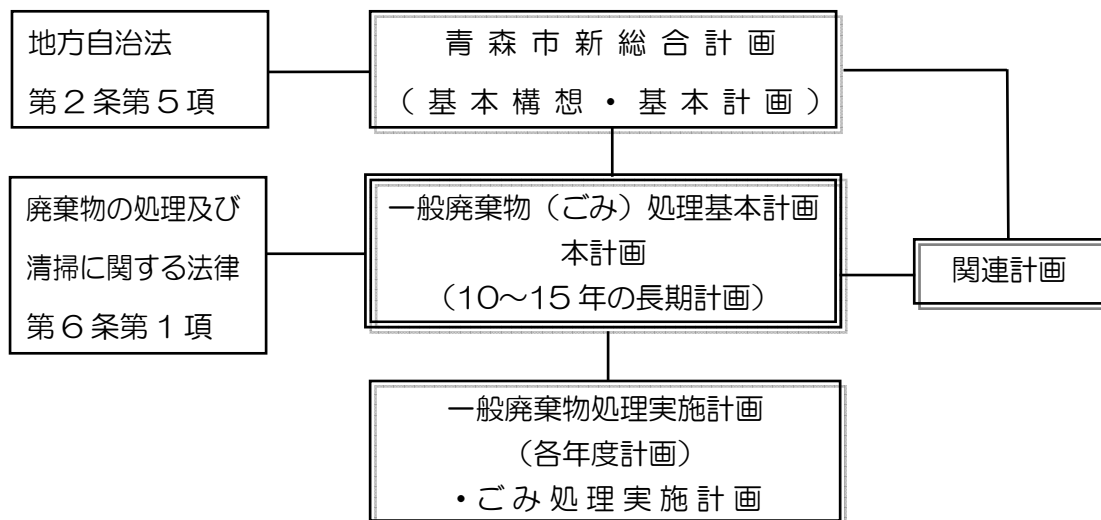 地方自治法
第2条第5項
青森市新総合計画
(基本構想・基本計画)
廃棄物の処理及び
清掃に関する法律
第6条第1項
一般廃棄物（ごみ）処理基本計画
本計画
（10～15年の長期計画）
関連計画
一般廃棄物処理実施計画
（各年度計画）
・ごみ処理実施計画